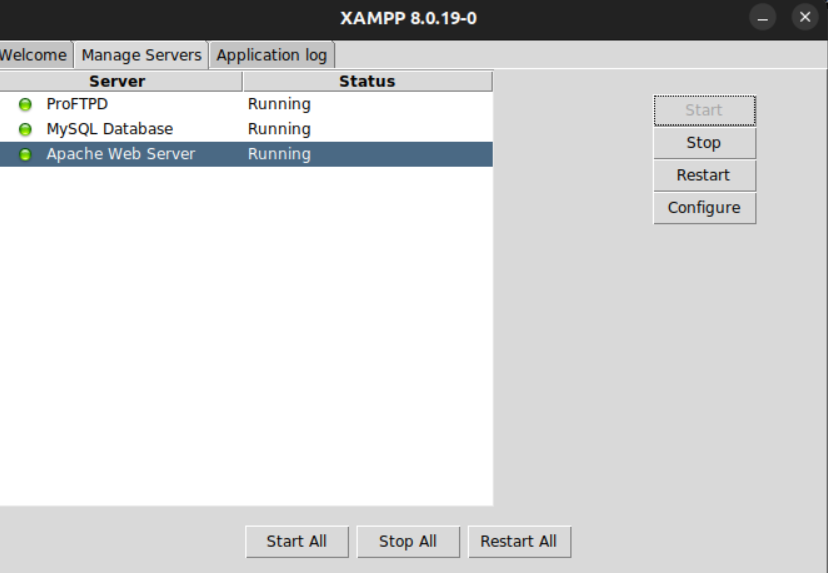 XAMPP 8.0.19-0
Welcome Manage Servers Application log
Server Status
ProFTPD Running
MySQL Database Running
Apache Web Server Running
Start
Stop
Restart
Configure
Start All Stop All Restart All